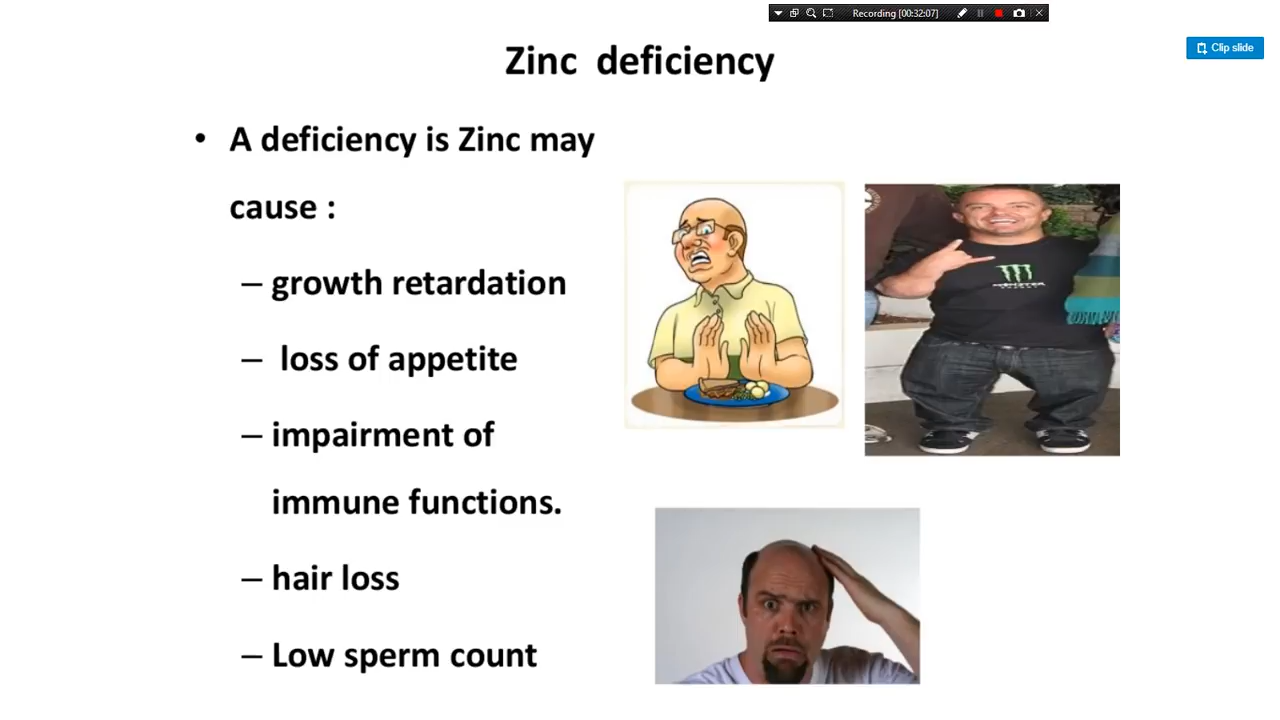 Recording [00:32:07]
Clip slide
Zinc deficiency
• A deficiency is Zinc may
cause :
– growth retardation
– loss of appetite
– impairment of
immune functions.
– hair loss
– Low sperm count
MONSTER